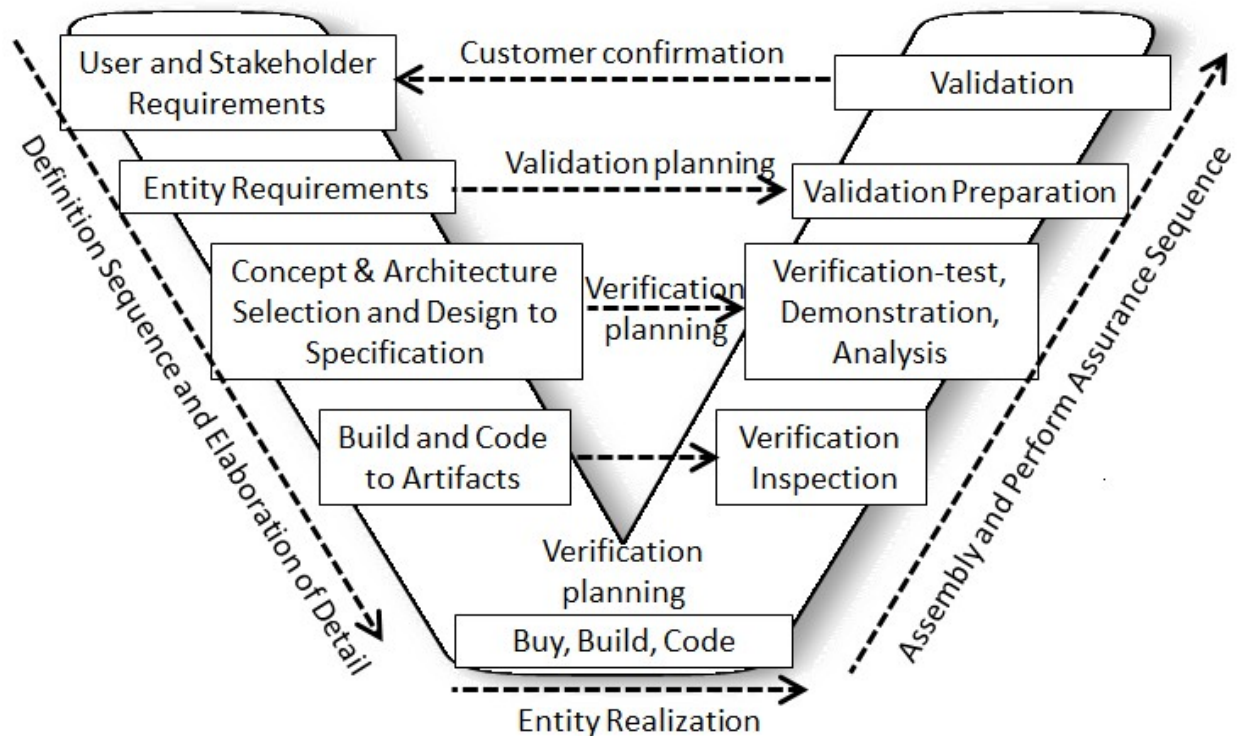 User and Stakeholder
Requirements
Customer confirmation
Validation
Entity Requirements
Validation planning
Validation Preparation
Concept & Architecture
Selection and Design to
Specification
Verification
planning
Verification-test,
Demonstration,
Analysis
Build and Code
to Artifacts
Verification
Inspection
Verification
planning
Buy, Build, Code
Entity Realization
Definition Sequence and Elaboration of Detail
Assembly and Perform Assurance Sequence